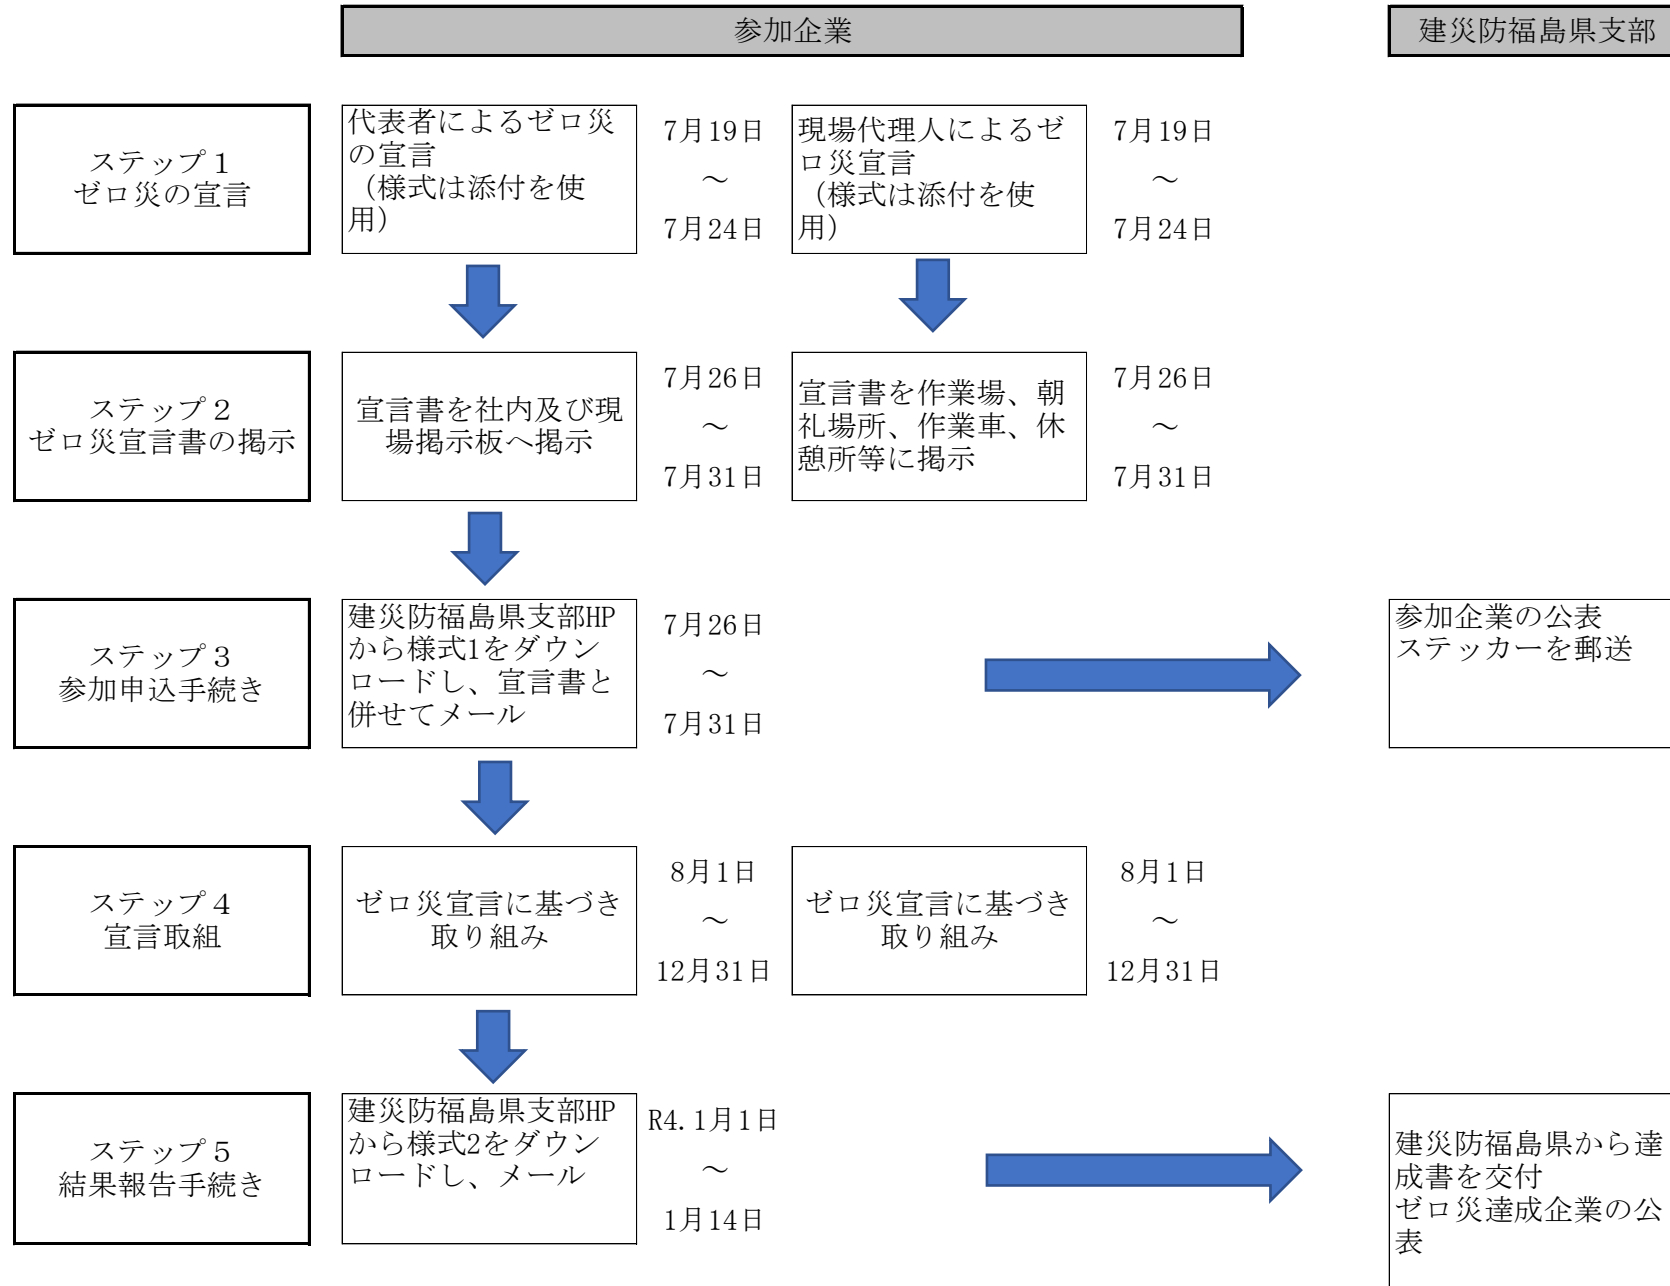 参加企業
建災防福島県支部
ステップ１
ゼロ災の宣言
代表者によるゼロ災
の宣言
（様式は添付を使
用）
7月19日
～
7月24日
現場代理人によるゼ
ロ災宣言
（様式は添付を使
用）
7月19日
～
7月24日
ステップ２
ゼロ災宣言書の掲示
宣言書を社内及び現
場掲示板へ掲示
7月26日
～
7月31日
宣言書を作業場、朝
礼場所、作業車、休
憩所等に掲示
7月26日
～
7月31日
ステップ３
参加申込手続き
建災防福島県支部HP
から様式1をダウン
ロードし、宣言書と
併せてメール
7月26日
～
7月31日
参加企業の公表
ステッカーを郵送
ステップ４
宣言取組
ゼロ災宣言に基づき
取り組み
8月1日
～
12月31日
ゼロ災宣言に基づき
取り組み
8月1日
～
12月31日
ステップ５
結果報告手続き
建災防福島県支部HP
から様式2をダウン
ロードし、メール
R4.1月1日
～
1月14日
建災防福島県から達
成書を交付
ゼロ災達成企業の公
表